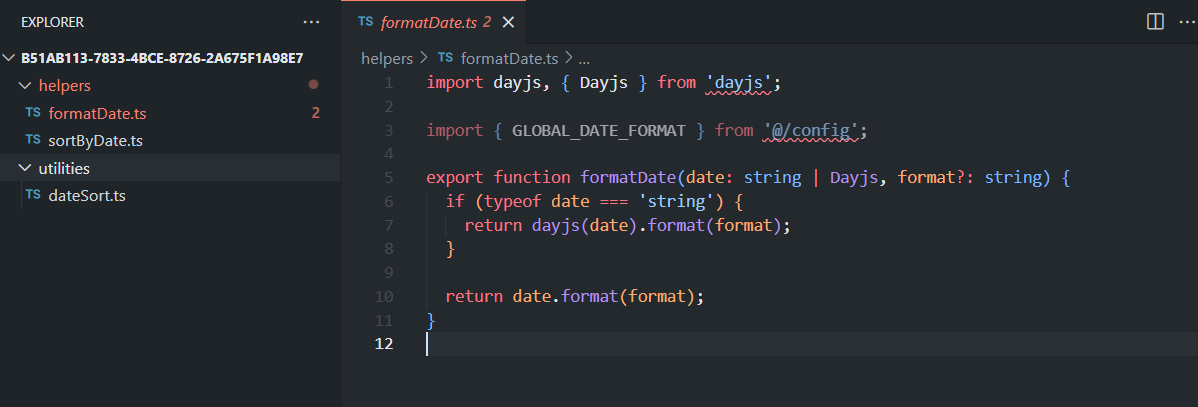 EXPLORER ...
B51AB113-7833-4BCE-8726-2A675F1A98E7
helpers
TS formatDate.ts 2
TS sortByDate.ts
utilities
TS dateSort.ts
TS formatDate.ts 2 ...
helpers > TS formatDate.ts > ...
1 import dayjs, { Dayjs } from 'dayjs';
2
3 import { GLOBAL_DATE_FORMAT } from '@/config';
4
5 export function formatDate(date: string | Dayjs, format?: string) {
6 if (typeof date === 'string') {
7 return dayjs(date).format(format);
8 }
9
10 return date.format(format);
11 }
12